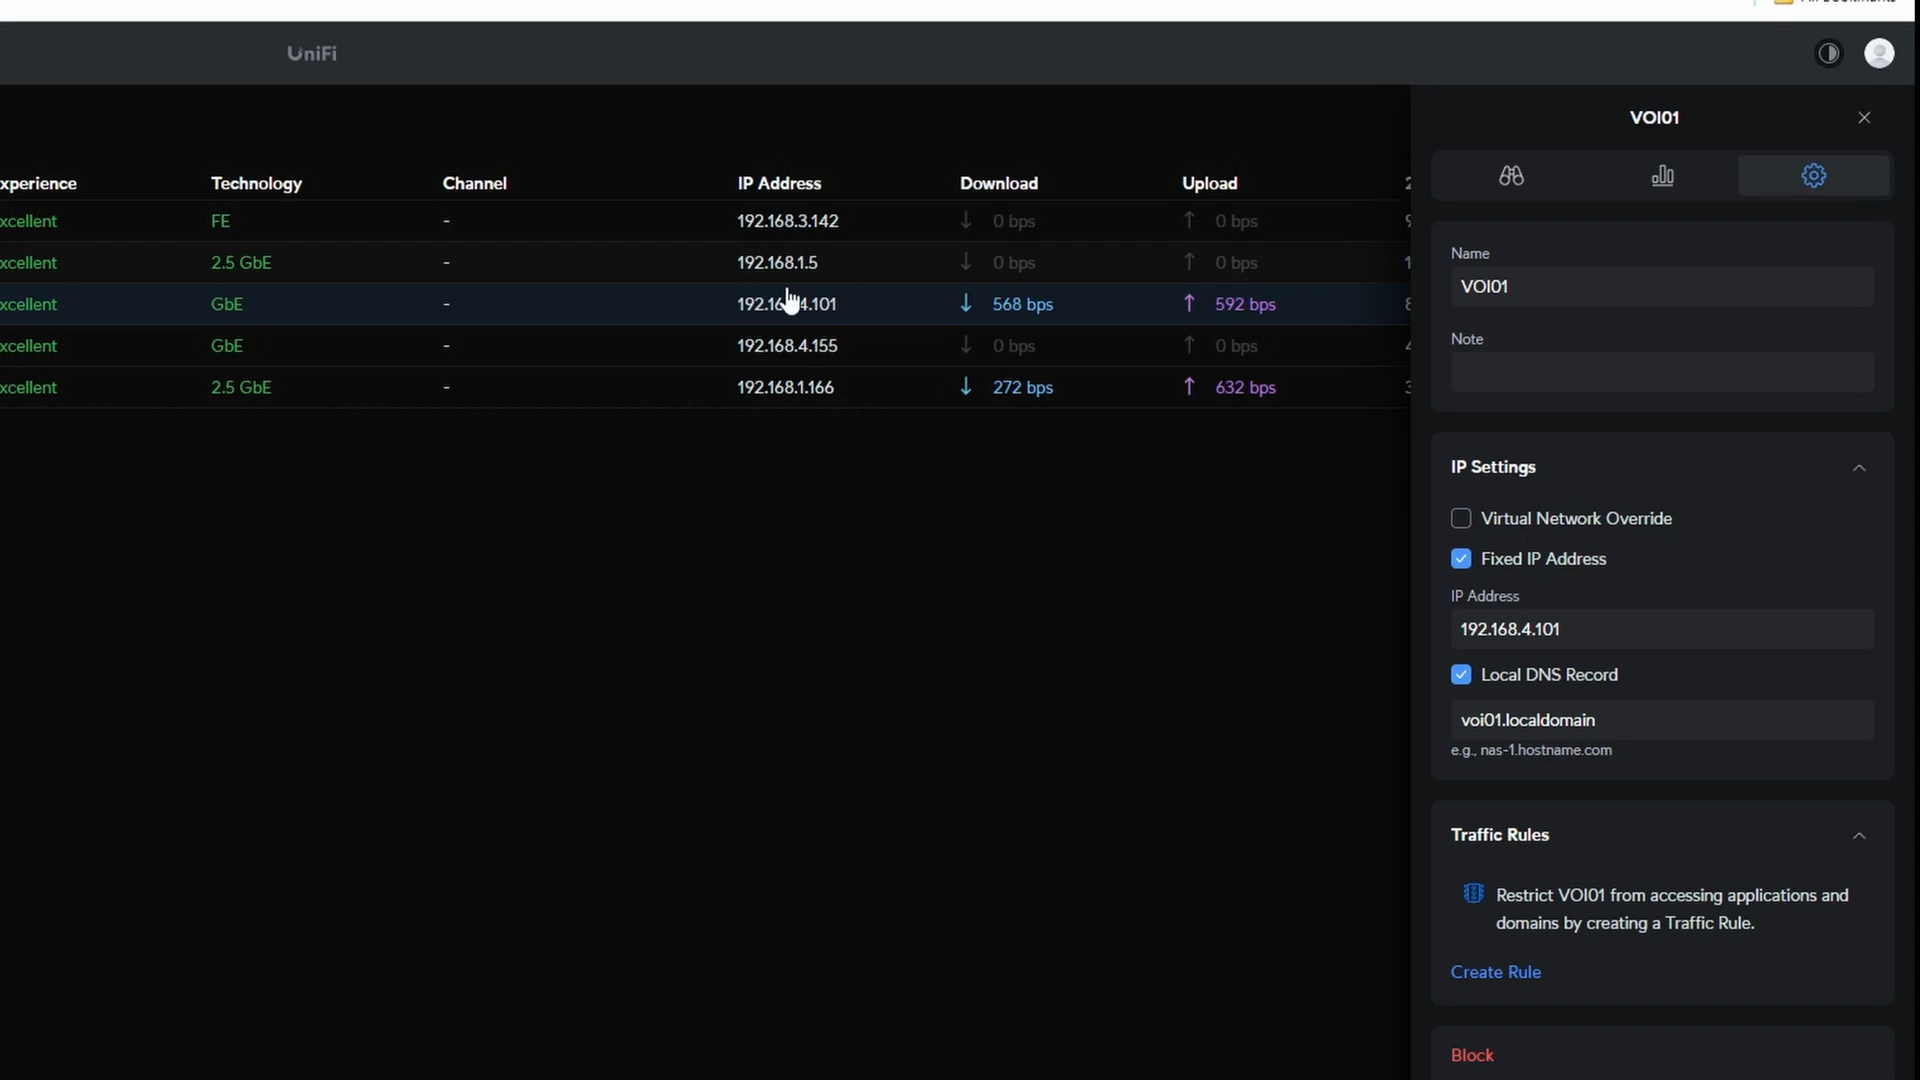 UniFi
VOI01
xperience Technology Channel IP Address Download Upload
xcellent FE - 192.168.3.142 ↓ 0 bps ↑ 0 bps
xcellent 2.5 GbE - 192.168.1.5 ↓ 0 bps ↑ 0 bps
xcellent GbE - 192.16 4.101 ↓ 568 bps ↑ 592 bps
xcellent GbE - 192.168.4.155 ↓ 0 bps ↑ 0 bps
xcellent 2.5 GbE - 192.168.1.166 ↓ 272 bps ↑ 632 bps
Name
VOI01
Note
IP Settings
Virtual Network Override
Fixed IP Address
IP Address
192.168.4.101
Local DNS Record
voi01.localdomain
e.g., nas-1.hostname.com
Traffic Rules
Restrict VOI01 from accessing applications and
domains by creating a Traffic Rule.
Create Rule
Block